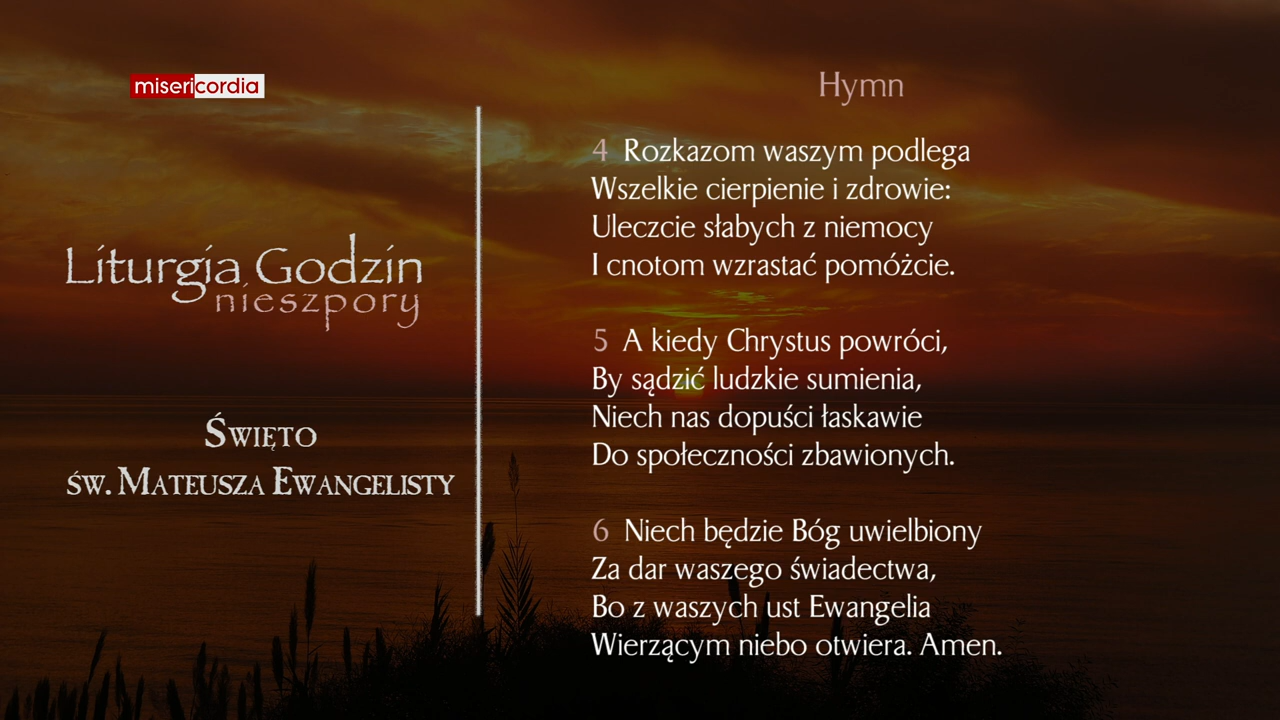 misericordia
Liturgia Godzin
nieszpory
Święto
św. Mateusza Ewangelisty
Hymn
4 Rozkazom waszym podlega
Wszelkie cierpienie i zdrowie:
Uleczcie słabych z niemocy
I cnotom wzrastać pomóżcie.
5 A kiedy Chrystus powróci,
By sądzić ludzkie sumienia,
Niech nas dopuści łaskawie
Do społeczności zbawionych.
6 Niech będzie Bóg uwielbiony
Za dar waszego świadectwa,
Bo z waszych ust Ewangelia
Wierzącym niebo otwiera. Amen.